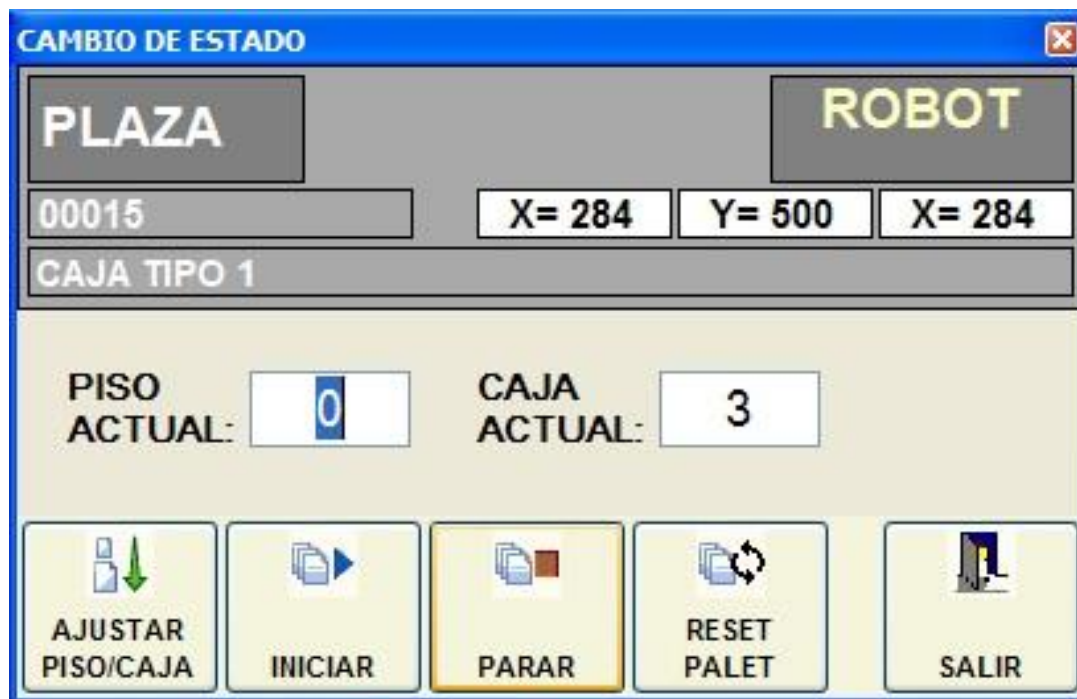 CAMBIO DE ESTADO
PLAZA
ROBOT
00015
X= 284
Y= 500
X= 284
CAJA TIPO 1
PISO
ACTUAL:
0
CAJA
ACTUAL:
3
AJUSTAR
PISO/CAJA
INICIAR
PARAR
RESET
PALET
SALIR